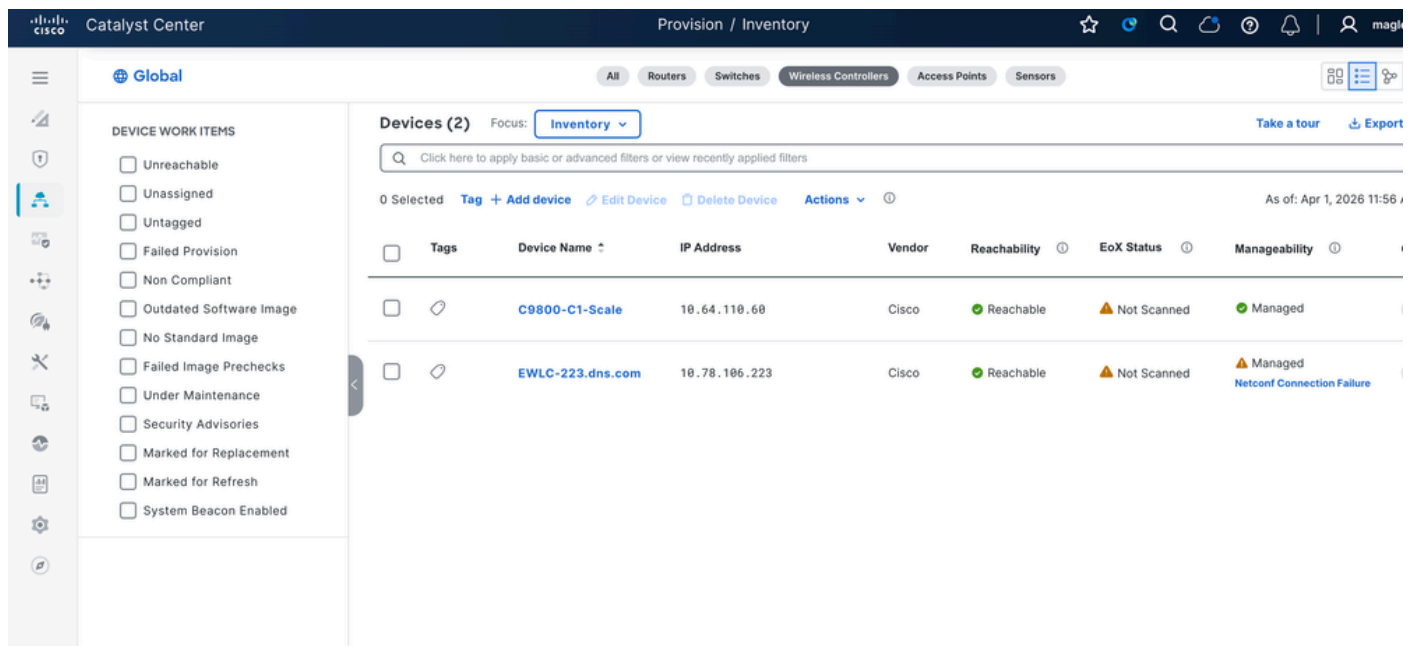 cisco Catalyst Center Provision / Inventory
Global All Routers Switches Wireless Controllers Access Points Sensors
DEVICE WORK ITEMS
Unreachable
Unassigned
Untagged
Failed Provision
Non Compliant
Outdated Software Image
No Standard Image
Failed Image Prechecks
Under Maintenance
Security Advisories
Marked for Replacement
Marked for Refresh
System Beacon Enabled
Devices (2) Focus: Inventory Take a tour Export
Click here to apply basic or advanced filters or view recently applied filters
0 Selected Tag + Add device Edit Device Delete Device Actions As of: Apr 1, 2026 11:56
Tags Device Name IP Address Vendor Reachability EoX Status Manageability
C9800-C1-Scale 10.64.110.60 Cisco Reachable Not Scanned Managed
EWLC-223.dns.com 10.78.106.223 Cisco Reachable Not Scanned Managed
Netconf Connection Failure